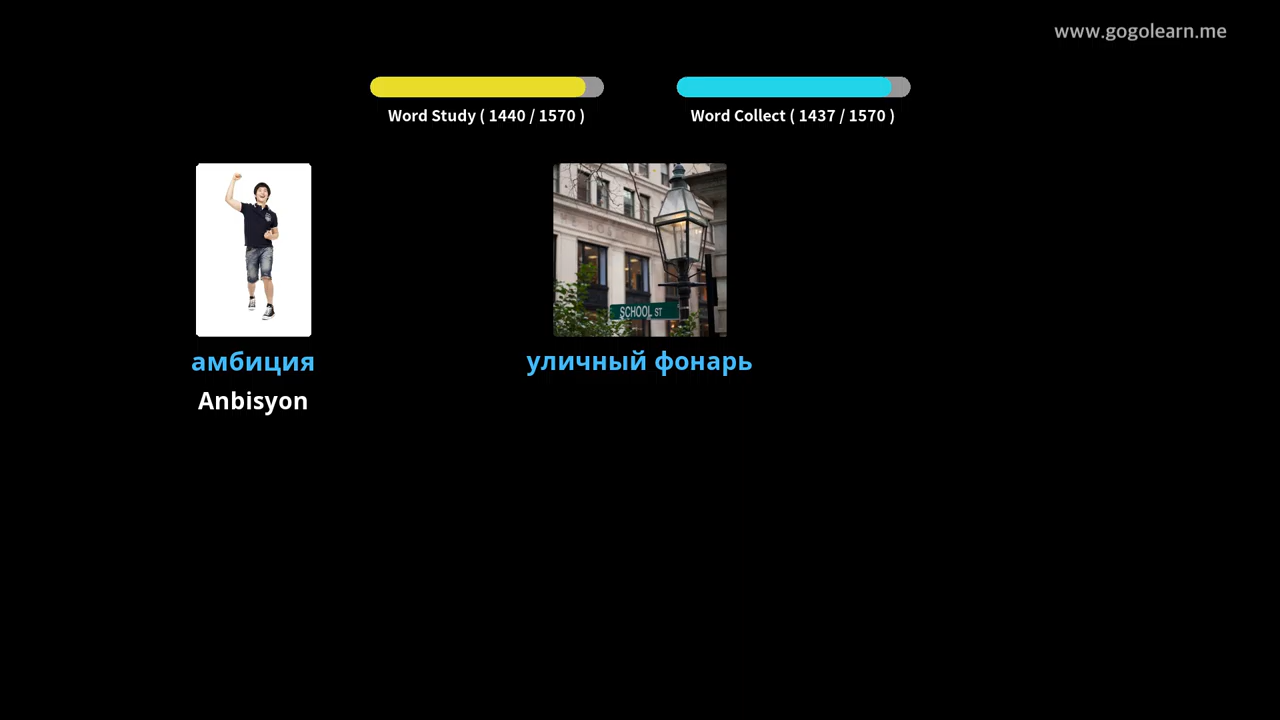 www.gogolearn.me
Word Study ( 1440 / 1570 )
Word Collect ( 1437 / 1570 )
SCHOOL ST
амбиция
уличный фонарь
Anbisyon